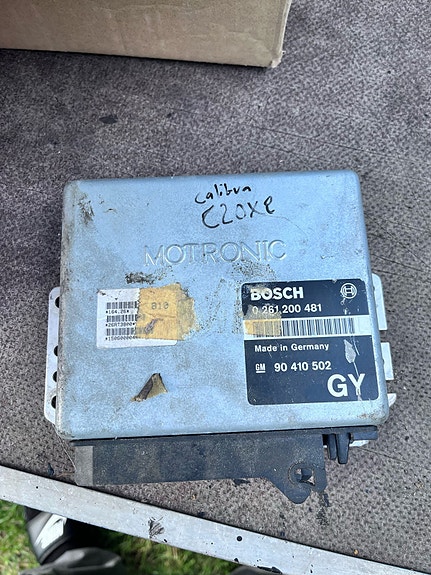 calibra
C20XE
MOTRONIC
BOSCH
0 261 200 481
B10
Made in Germany
GM 90 410 502
GY